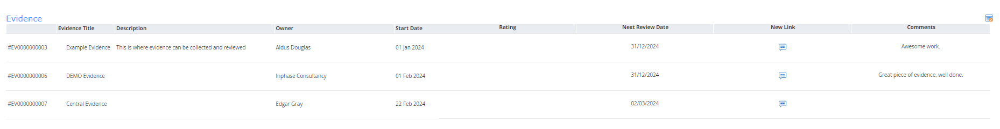 Evidence
Evidence Title Description Owner Start Date Rating Next Review Date New Link Comments
#EV0000000003 Example Evidence This is where evidence can be collected and reviewed Aldus Douglas 01 Jan 2024 31/12/2024 Awesome work.
#EV0000000006 DEMO Evidence Inphase Consultancy 01 Feb 2024 31/12/2024 Great piece of evidence, well done.
#EV0000000007 Central Evidence Edgar Gray 22 Feb 2024 02/03/2024